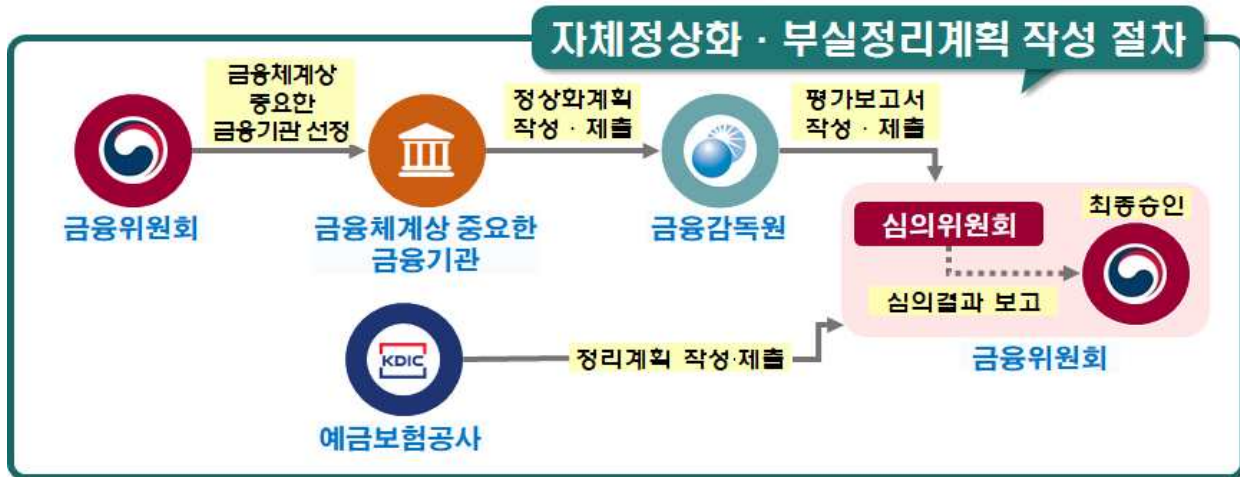 자체정상화 · 부실정리계획 작성 절차
금융체계상
중요한
금융기관 선정
정상화계획
작성 · 제출
평가보고서
작성 · 제출
금융위원회
금융체계상 중요한
금융기관
금융감독원
심의위원회
최종승인
심의결과 보고
금융위원회
KDIC
정리계획 작성·제출
예금보험공사